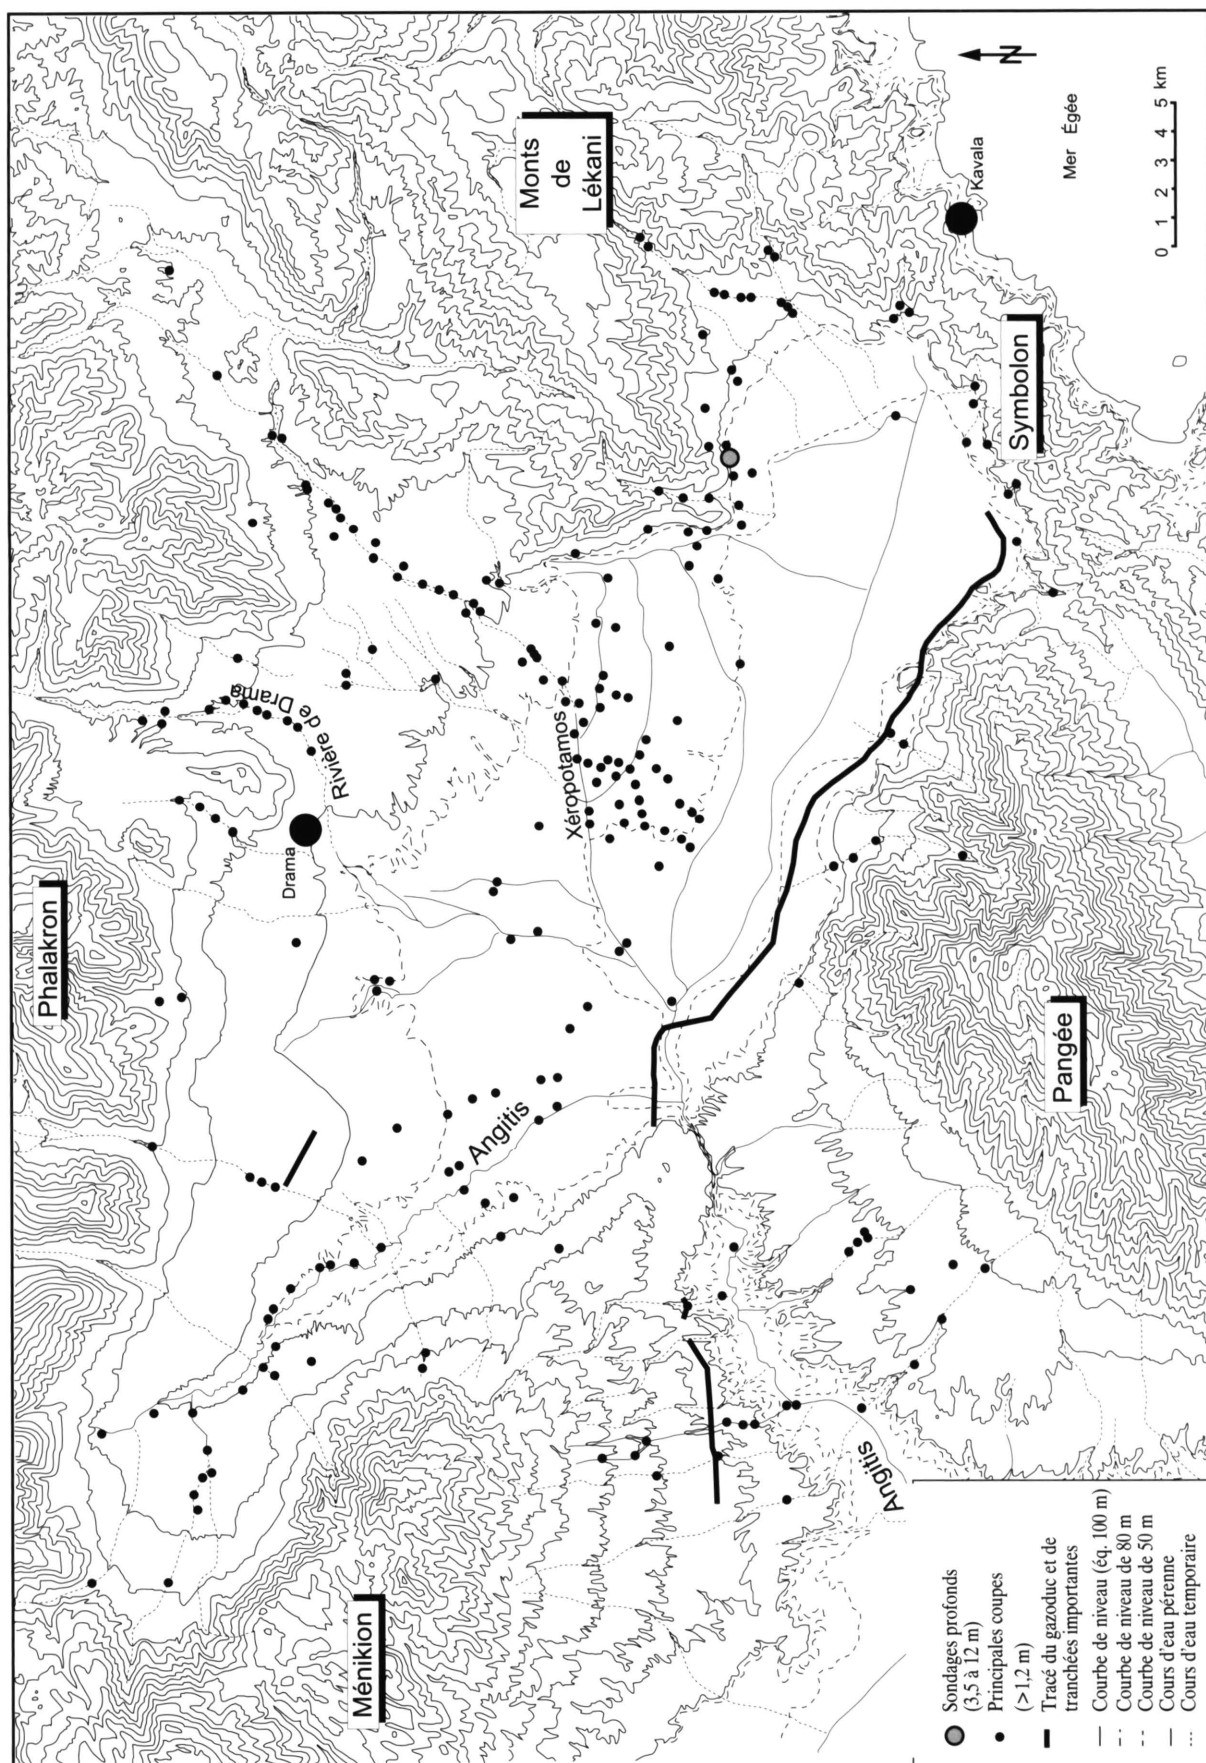 Phalakron
Ménikion
Monts
de
Lékani
Symbolon
Pangée
Drama
Rivière de Drama
Xéropotamos
Angitis
Angitis
Kavala
Mer Égée
N
0 1 2 3 4 5 km
Sondages profonds
(3,5 à 12 m)
Principales coupes
(>1,2 m)
Tracé du gazoduc et de
tranchées importantes
Courbe de niveau (éq. 100 m)
Courbe de niveau de 80 m
Courbe de niveau de 50 m
Cours d'eau pérenne
Cours d'eau temporaire